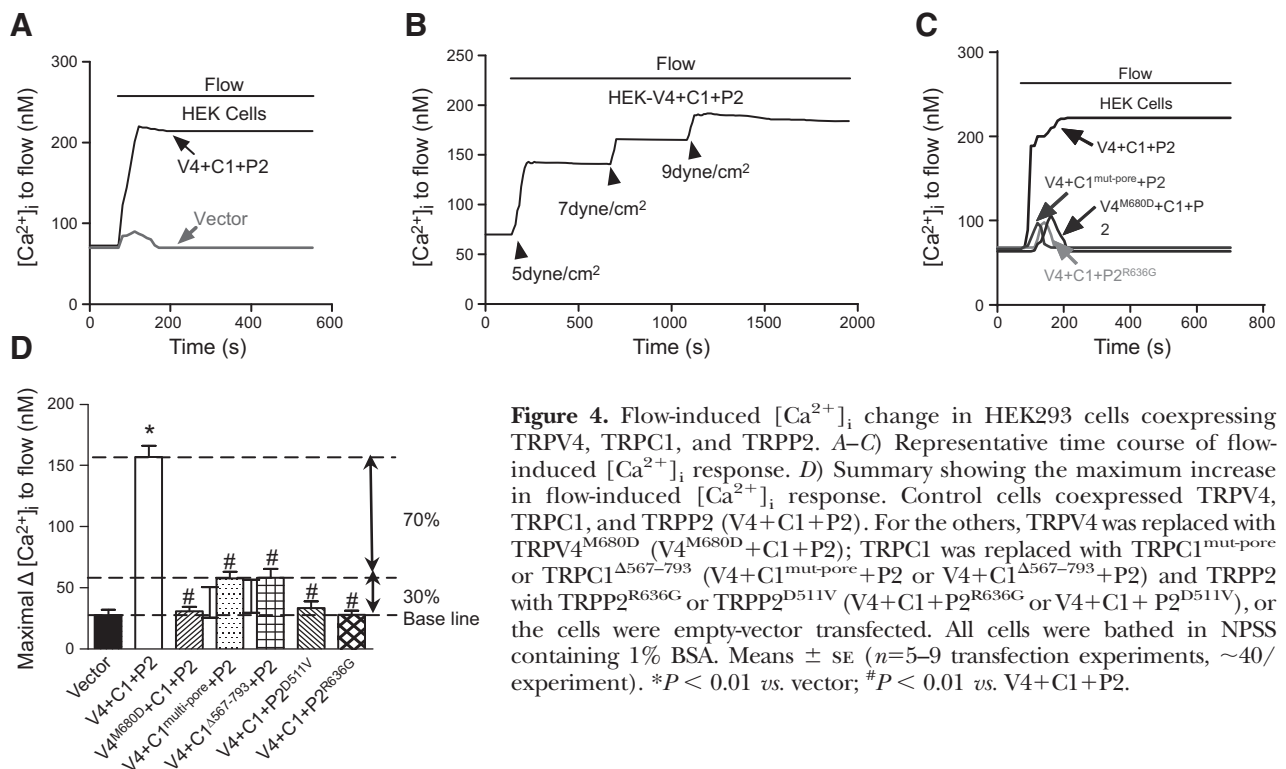 A
300
200
100
0
[Ca2+]i to flow (nM)
Flow
HEK Cells
V4+C1+P2
Vector
0
200
400
600
Time (s)
B
250
200
150
100
50
0
[Ca2+]i to flow (nM)
Flow
HEK-V4+C1+P2
9dyne/cm2
7dyne/cm2
5dyne/cm2
0
500
1000
1500
2000
Time (s)
C
300
200
100
0
[Ca2+]i to flow (nM)
Flow
HEK Cells
V4+C1+P2
V4+C1mut-pore+P2
V4M680D+C1+P
2
V4+C1+P2R636G
0
200
400
600
800
Time (s)
D
200
150
100
50
0
Maximal Δ [Ca2+]i to flow (nM)
*
#
#
#
#
#
70%
30%
Base line
Vector
V4+C1+P2
V4M680D+C1+P2
V4+C1multi-pore+P2
V4+C1Δ567-793+P2
V4+C1+P2D511V
V4+C1+P2R636G
Figure 4. Flow-induced [Ca2+]i change in HEK293 cells coexpressing
TRPV4, TRPC1, and TRPP2. A–C) Representative time course of flow-
induced [Ca2+]i response. D) Summary showing the maximum increase
in flow-induced [Ca2+]i response. Control cells coexpressed TRPV4,
TRPC1, and TRPP2 (V4+C1+P2). For the others, TRPV4 was replaced with
TRPV4M680D (V4M680D+C1+P2); TRPC1 was replaced with TRPC1mut-pore
or TRPC1Δ567–793 (V4+C1mut-pore+P2 or V4+C1Δ567–793+P2) and TRPP2
with TRPP2R636G or TRPP2D511V (V4+C1+P2R636G or V4+C1+ P2D511V), or
the cells were empty-vector transfected. All cells were bathed in NPSS
containing 1% BSA. Means ± SE (n=5–9 transfection experiments, ~40/
experiment). *P < 0.01 vs. vector; #P < 0.01 vs. V4+C1+P2.